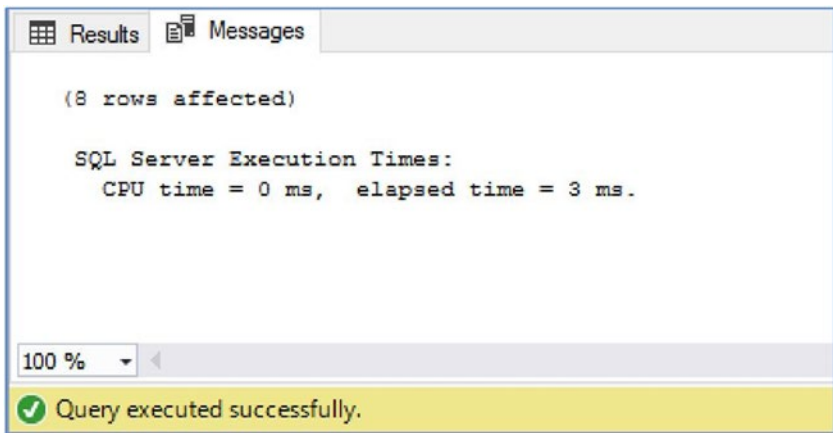 Results Messages
(8 rows affected)
SQL Server Execution Times:
CPU time = 0 ms,  elapsed time = 3 ms.
100 %
Query executed successfully.